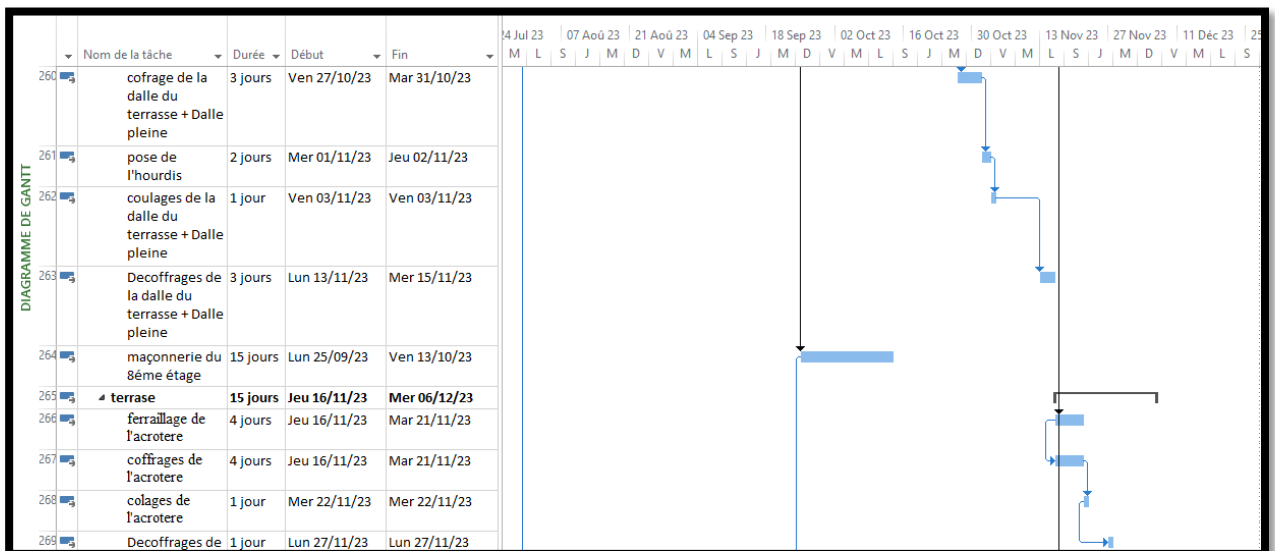 24 Jul 23 07 Aoû 23 21 Aoû 23 04 Sep 23 18 Sep 23 02 Oct 23 16 Oct 23 30 Oct 23 13 Nov 23 27 Nov 23 11 Déc 23 25
Nom de la tâche Durée Début Fin M L S J M D V M L S J M D V M L S J M D V M L S J M D V M L S
260 cofrage de la 3 jours Ven 27/10/23 Mar 31/10/23
dalle du
terrasse + Dalle
pleine
261 pose de 2 jours Mer 01/11/23 Jeu 02/11/23
l'hourdis
262 coulages de la 1 jour Ven 03/11/23 Ven 03/11/23
dalle du
terrasse + Dalle
pleine
263 Decoffrages de 3 jours Lun 13/11/23 Mer 15/11/23
la dalle du
terrasse + Dalle
pleine
264 maçonnerie du 15 jours Lun 25/09/23 Ven 13/10/23
8éme étage
265 terrase 15 jours Jeu 16/11/23 Mer 06/12/23
266 ferraillage de 4 jours Jeu 16/11/23 Mar 21/11/23
l'acrotere
267 coffrages de 4 jours Jeu 16/11/23 Mar 21/11/23
l'acrotere
268 colages de 1 jour Mer 22/11/23 Mer 22/11/23
l'acrotere
269 Decoffrages de 1 jour Lun 27/11/23 Lun 27/11/23
DIAGRAMME DE GANTT